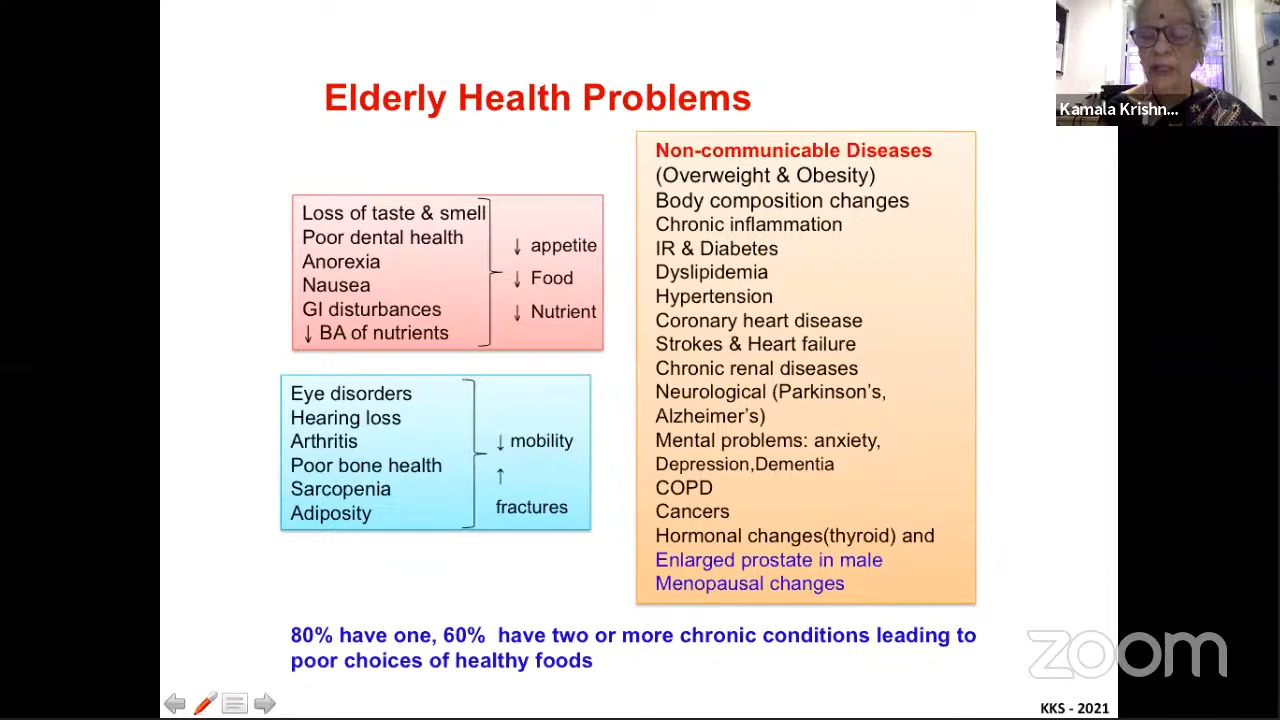 Elderly Health Problems
Kamala Krishn...
Loss of taste & smell
Poor dental health
Anorexia
Nausea
GI disturbances
↓ BA of nutrients
↓ appetite
↓ Food
↓ Nutrient
Eye disorders
Hearing loss
Arthritis
Poor bone health
Sarcopenia
Adiposity
↓ mobility
↑
fractures
Non-communicable Diseases
(Overweight & Obesity)
Body composition changes
Chronic inflammation
IR & Diabetes
Dyslipidemia
Hypertension
Coronary heart disease
Strokes & Heart failure
Chronic renal diseases
Neurological (Parkinson’s,
Alzheimer’s)
Mental problems: anxiety,
Depression,Dementia
COPD
Cancers
Hormonal changes(thyroid) and
Enlarged prostate in male
Menopausal changes
80% have one, 60%  have two or more chronic conditions leading to
poor choices of healthy foods
zoom
KKS - 2021